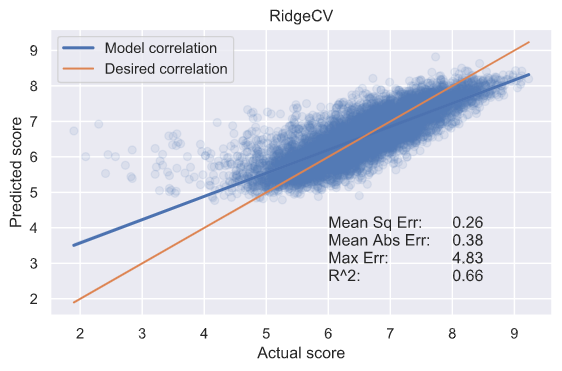 RidgeCV
Model correlation
Desired correlation
9
8
7
6
5
4
3
2
Predicted score
Mean Sq Err: 0.26
Mean Abs Err: 0.38
Max Err: 4.83
R^2: 0.66
2 3 4 5 6 7 8 9
Actual score